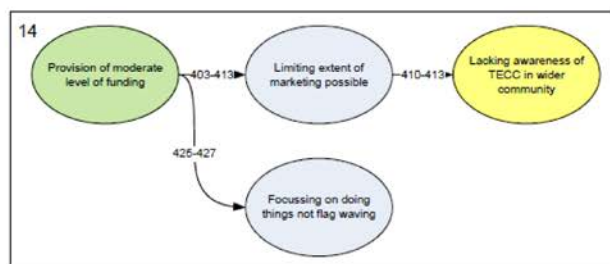 14
Provision of moderate
level of funding
403-413
Limiting extent of
marketing possible
410-413
Lacking awareness of
TECC in wider
community
425-427
Focussing on doing
things not flag waving